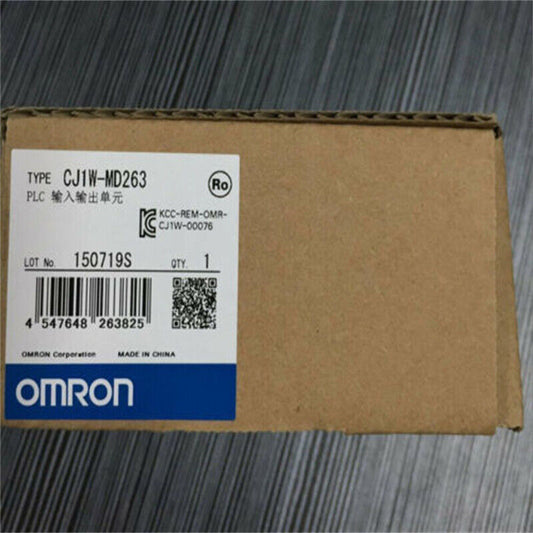 TYPE CJ1W-MD263
Ro
PLC 输入输出单元
KCC-REM-OMR-
CJ1W-00076
LOT No. 150719S QTY. 1
4 547648 263825
OMRON Corporation MADE IN CHINA
OMRON